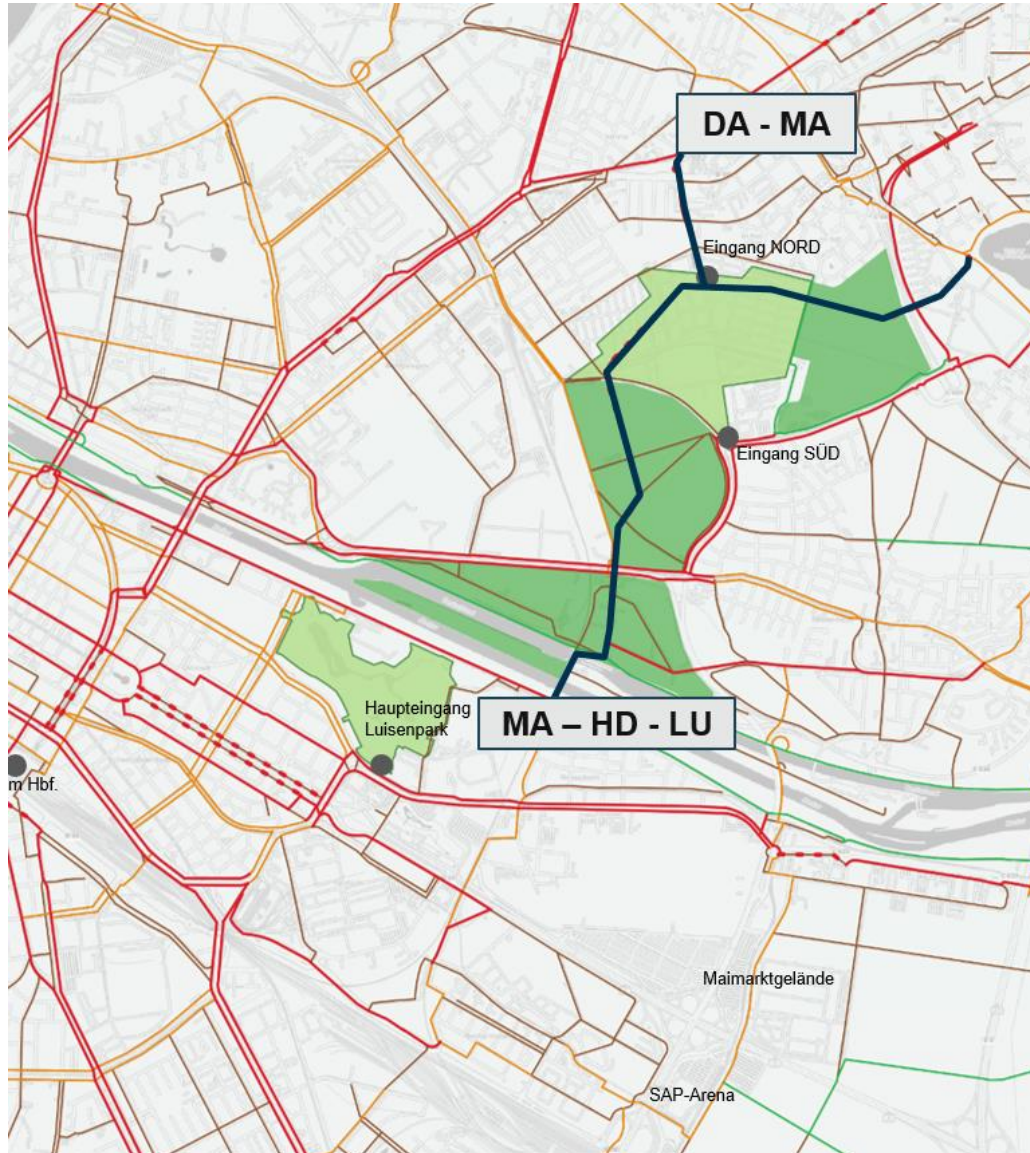 DA - MA
Eingang NORD
Eingang SÜD
Haupteingang
Luisenpark
MA – HD - LU
m Hbf.
Maimarktgelände
SAP-Arena